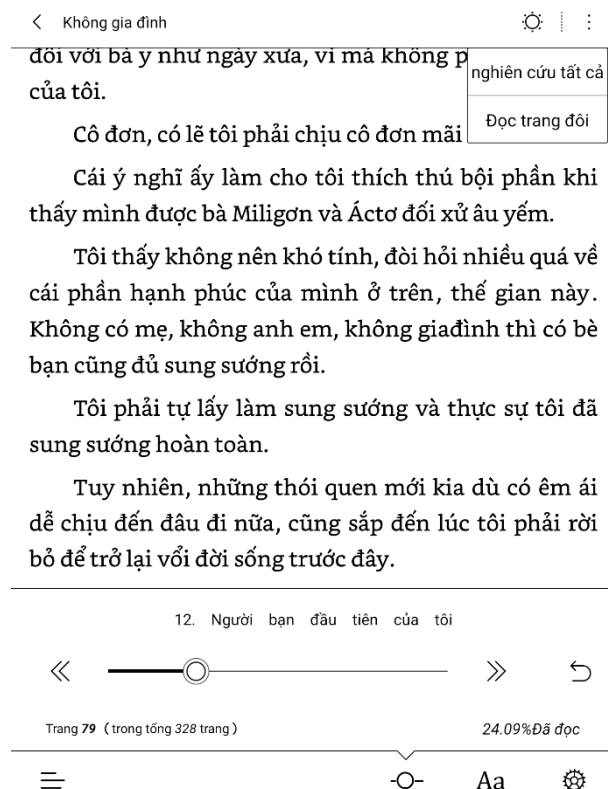 Không gia đình
nghiên cứu tất cả
Đọc trang đôi
đối với bà y như ngày xưa, vì má không p
của tôi.
Cô đơn, có lẽ tôi phải chịu cô đơn mãi
Cái ý nghĩ ấy làm cho tôi thích thú bội phần khi
thấy mình được bà Miligơn và Áctơ đối xử âu yếm.
Tôi thấy không nên khó tính, đòi hỏi nhiều quá về
cái phần hạnh phúc của mình ở trên, thế gian này.
Không có mẹ, không anh em, không giađình thì có bè
bạn cũng đủ sung sướng rồi.
Tôi phải tự lấy làm sung sướng và thực sự tôi đã
sung sướng hoàn toàn.
Tuy nhiên, những thói quen mới kia dù có êm ái
dễ chịu đến đâu đi nữa, cũng sắp đến lúc tôi phải rời
bỏ để trở lại vổi đời sống trước đây.
12. Người bạn đầu tiên của tôi
Trang 79 ( trong tổng 328 trang ) 24.09%Đã đọc
Aa